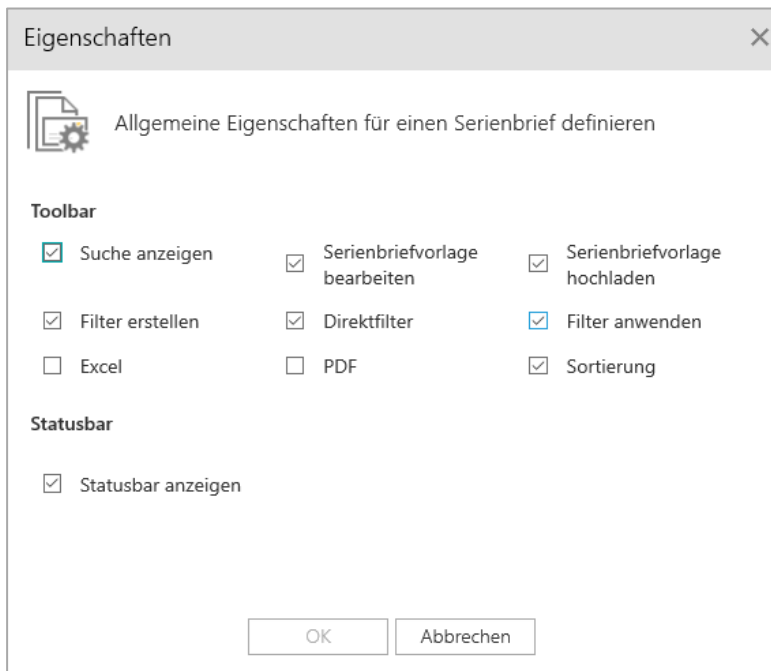 Eigenschaften
Allgemeine Eigenschaften für einen Serienbrief definieren
Toolbar
Suche anzeigen
Serienbriefvorlage
bearbeiten
Serienbriefvorlage
hochladen
Filter erstellen
Direktfilter
Filter anwenden
Excel
PDF
Sortierung
Statusbar
Statusbar anzeigen
OK
Abbrechen